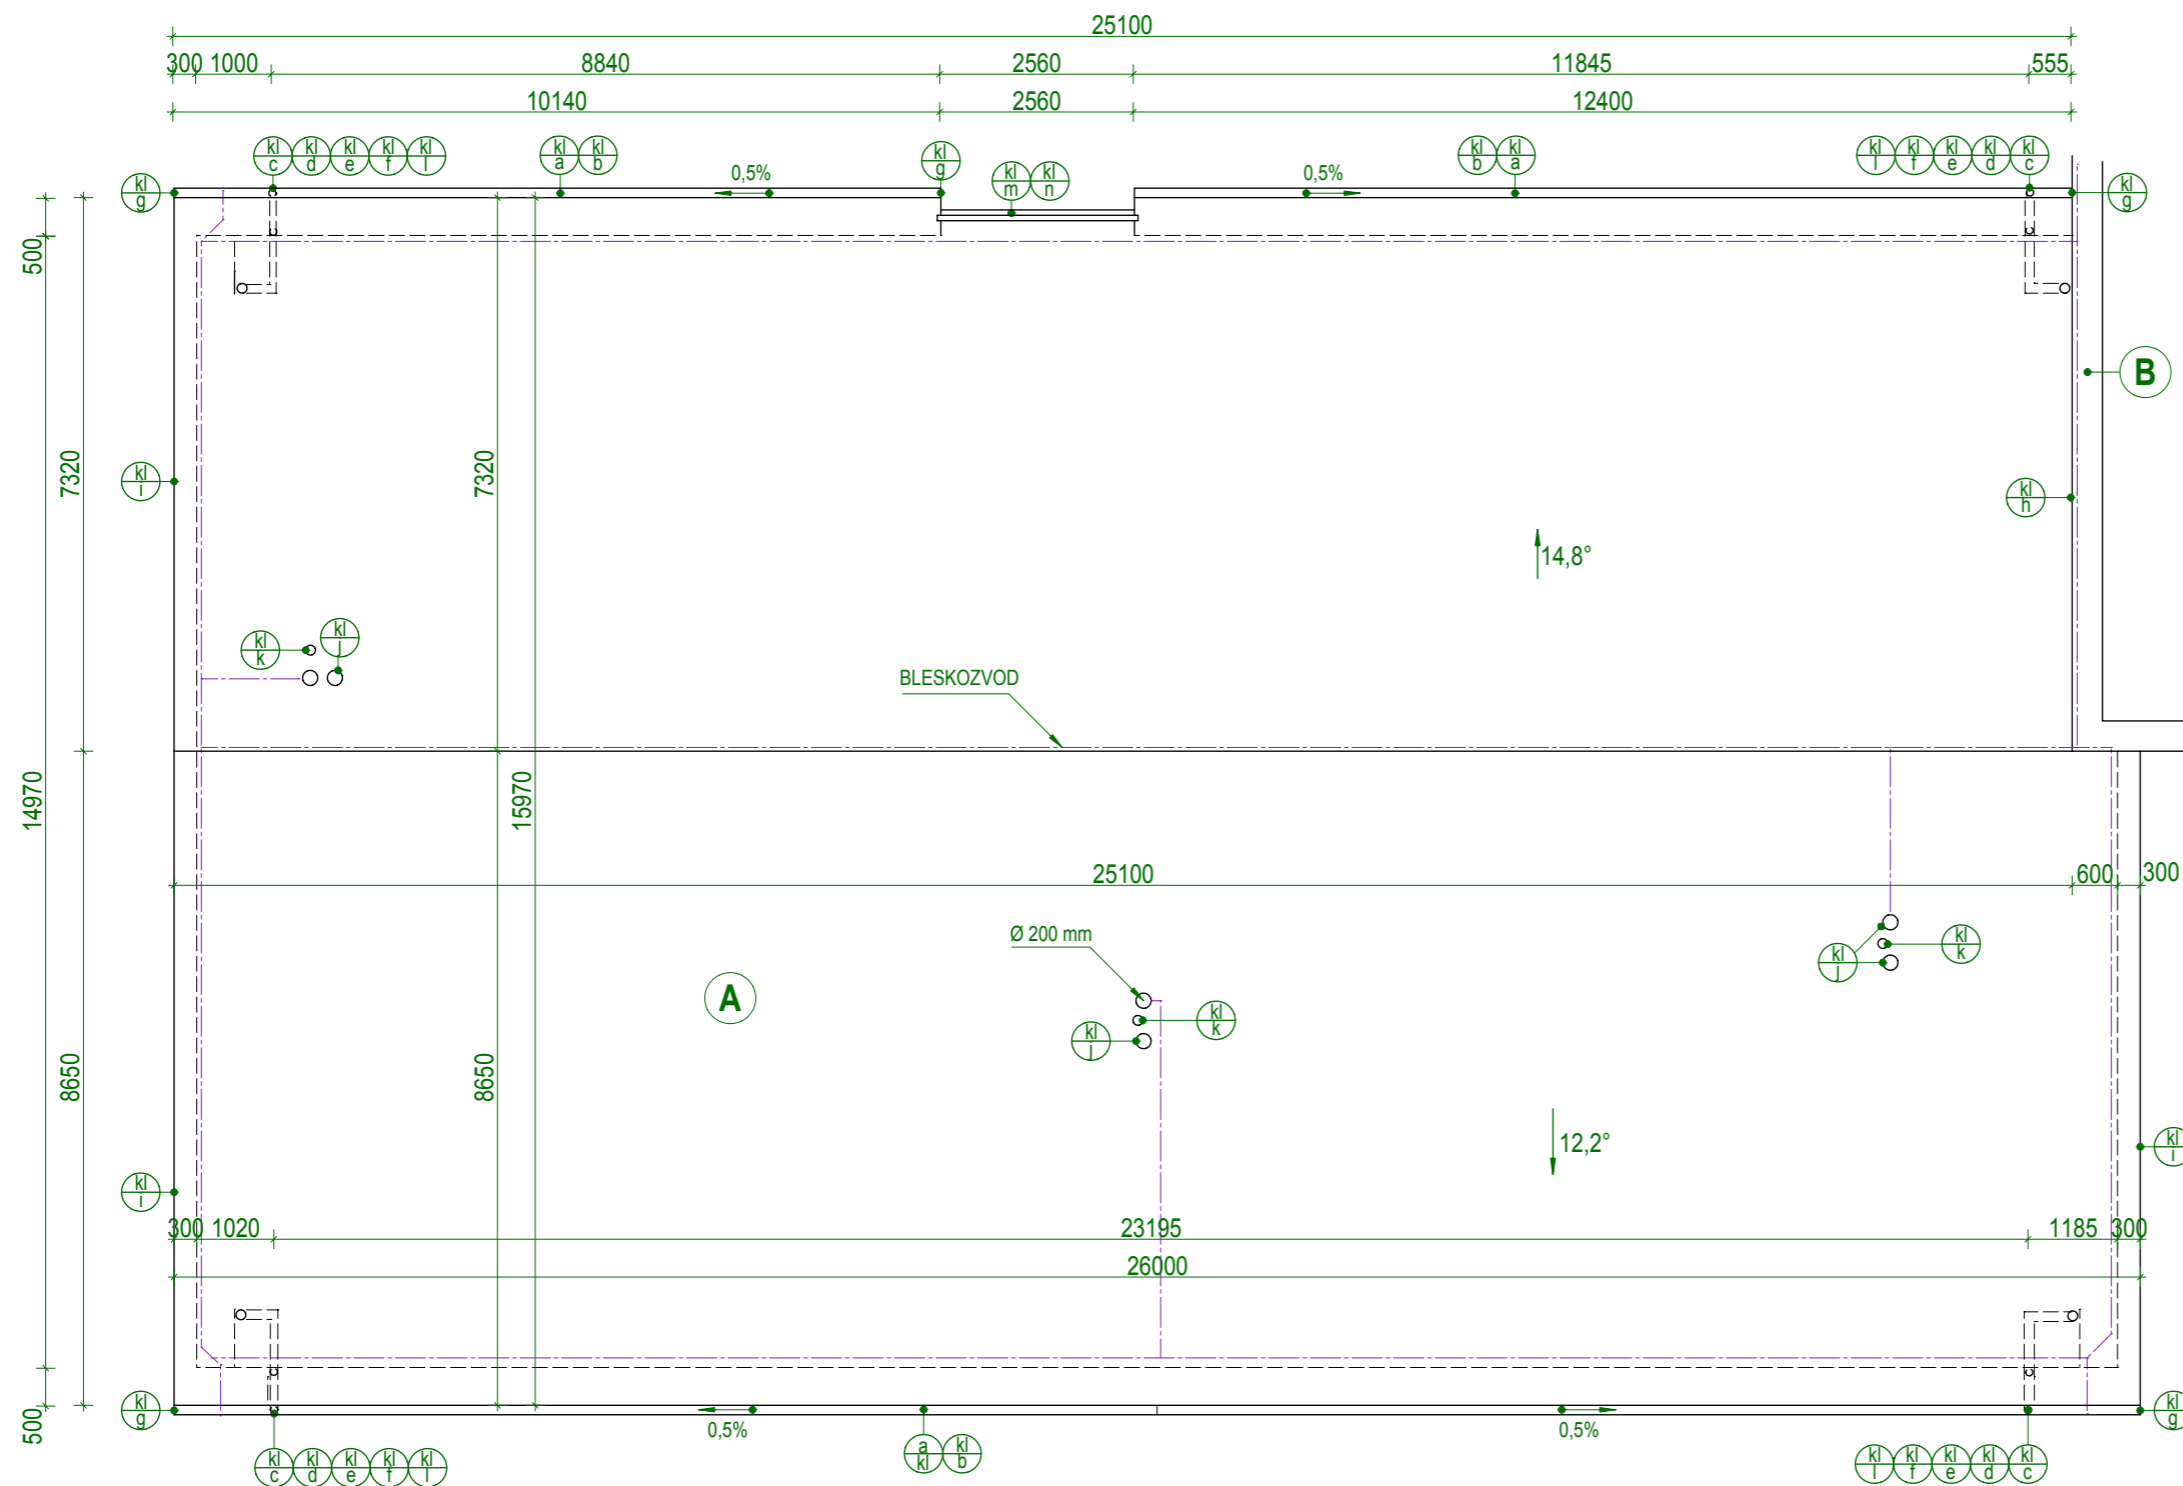 25100
300 1000 8840 2560 11845 555
10140 2560 12400
kl c kl d kl e kl f kl l
kl a kl b
0,5%
kl g
kl m kl n
0,5%
kl b kl a
kl l kl f kl e kl d kl c
kl g
kl g
500
B
7320
7320
kl i
kl h
14,8°
kl k
kl j
BLESKOZVOD
14970
15970
25100
600
300
Ø 200 mm
kl j
kl k
A
kl k
kl j
8650
8650
12,2°
kl i
kl i
300 1020 23195 1185 300
26000
500
kl g
0,5%
0,5%
kl g
a kl kl b
kl c kl d kl e kl f kl l
kl l kl f kl e kl d kl c